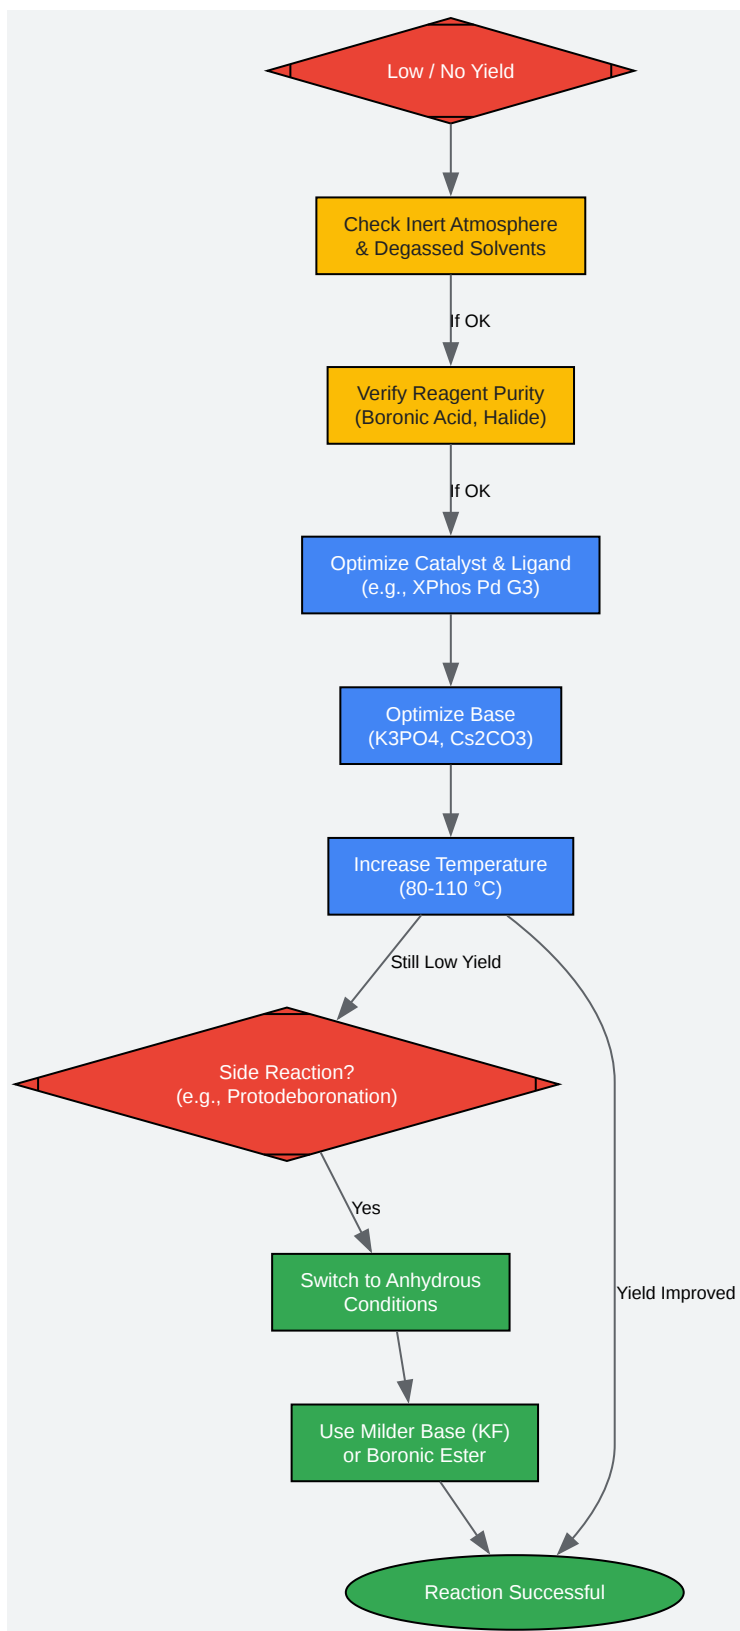 Low / No Yield
Check Inert Atmosphere
& Degassed Solvents
If OK
Verify Reagent Purity
(Boronic Acid, Halide)
If OK
Optimize Catalyst & Ligand
(e.g., XPhos Pd G3)
Optimize Base
(K3PO4, Cs2CO3)
Increase Temperature
(80-110 °C)
Still Low Yield
Side Reaction?
(e.g., Protodeboronation)
Yes
Switch to Anhydrous
Conditions
Yield Improved
Use Milder Base (KF)
or Boronic Ester
Reaction Successful